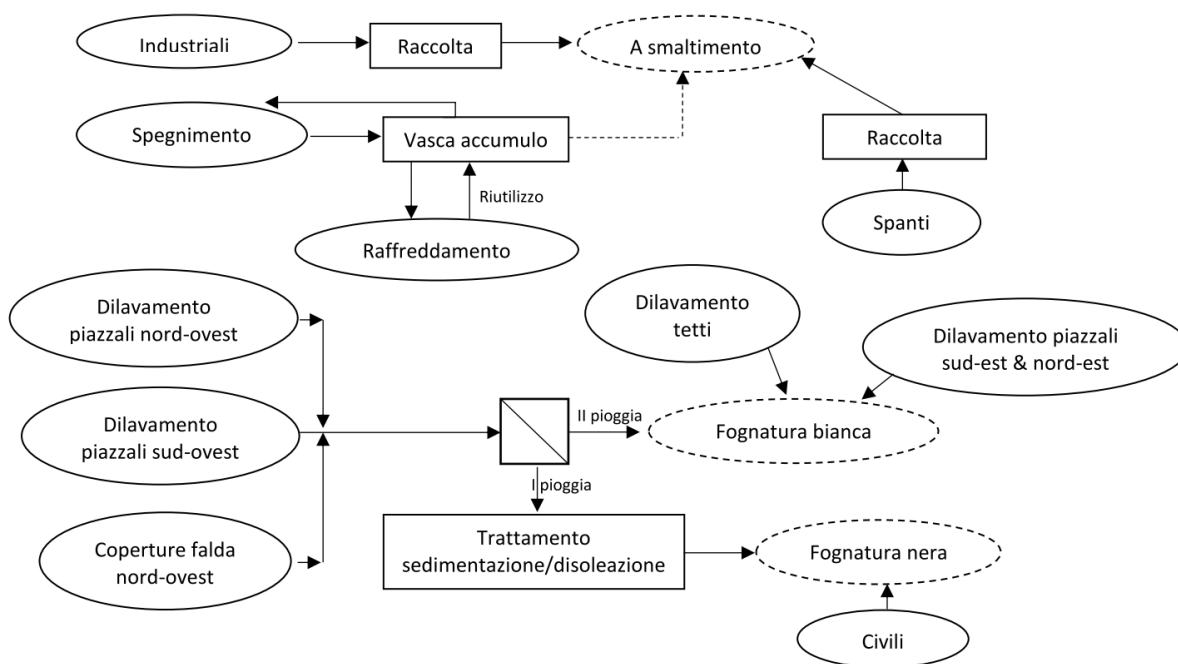 Industriali
Raccolta
A smaltimento
Spegnimento
Vasca accumulo
Raccolta
Riutilizzo
Raffreddamento
Spanti
Dilavamento
piazzali nord-ovest
Dilavamento
tetti
Dilavamento piazzali
sud-est & nord-est
Dilavamento
piazzali sud-ovest
II pioggia
Fognatura bianca
I pioggia
Coperture falda
nord-ovest
Trattamento
sedimentazione/disoleazione
Fognatura nera
Civili